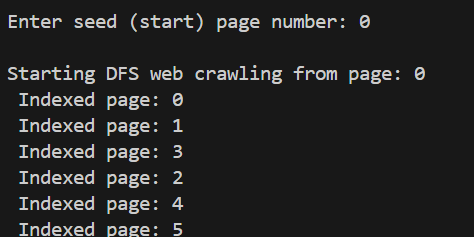 Enter seed (start) page number: 0
Starting DFS web crawling from page: 0
Indexed page: 0
Indexed page: 1
Indexed page: 3
Indexed page: 2
Indexed page: 4
Indexed page: 5